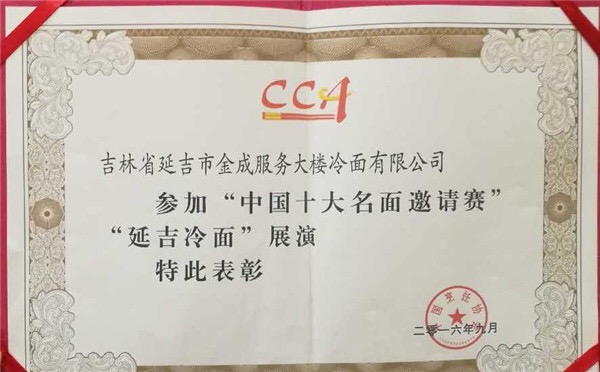 CCA
吉林省延吉市金成服务大楼冷面有限公司
参加“中国十大名面邀请赛”
“延吉冷面”展演
特此表彰
中国烹饪协会
二零一六年九月